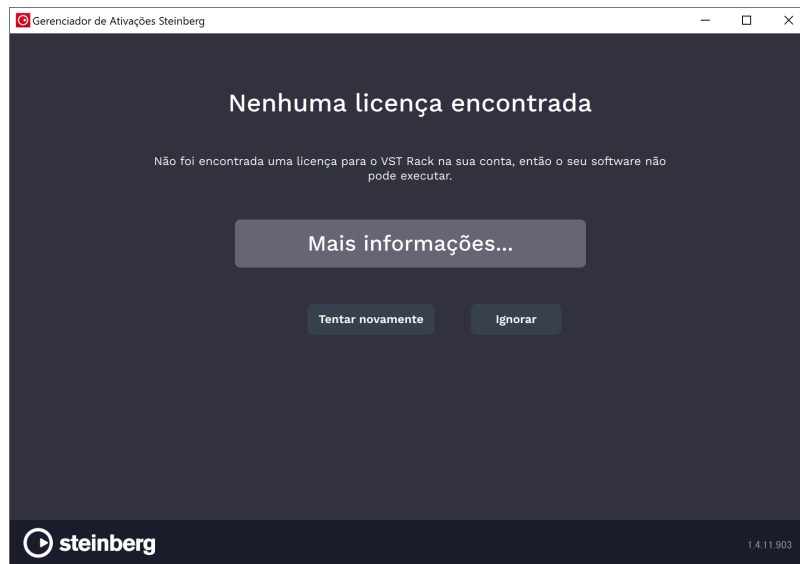 Gerenciador de Ativações Steinberg
Nenhuma licença encontrada
Não foi encontrada uma licença para o VST Rack na sua conta, então o seu software não
pode executar.
Mais informações...
Tentar novamente
Ignorar
steinberg
1.4.11.903